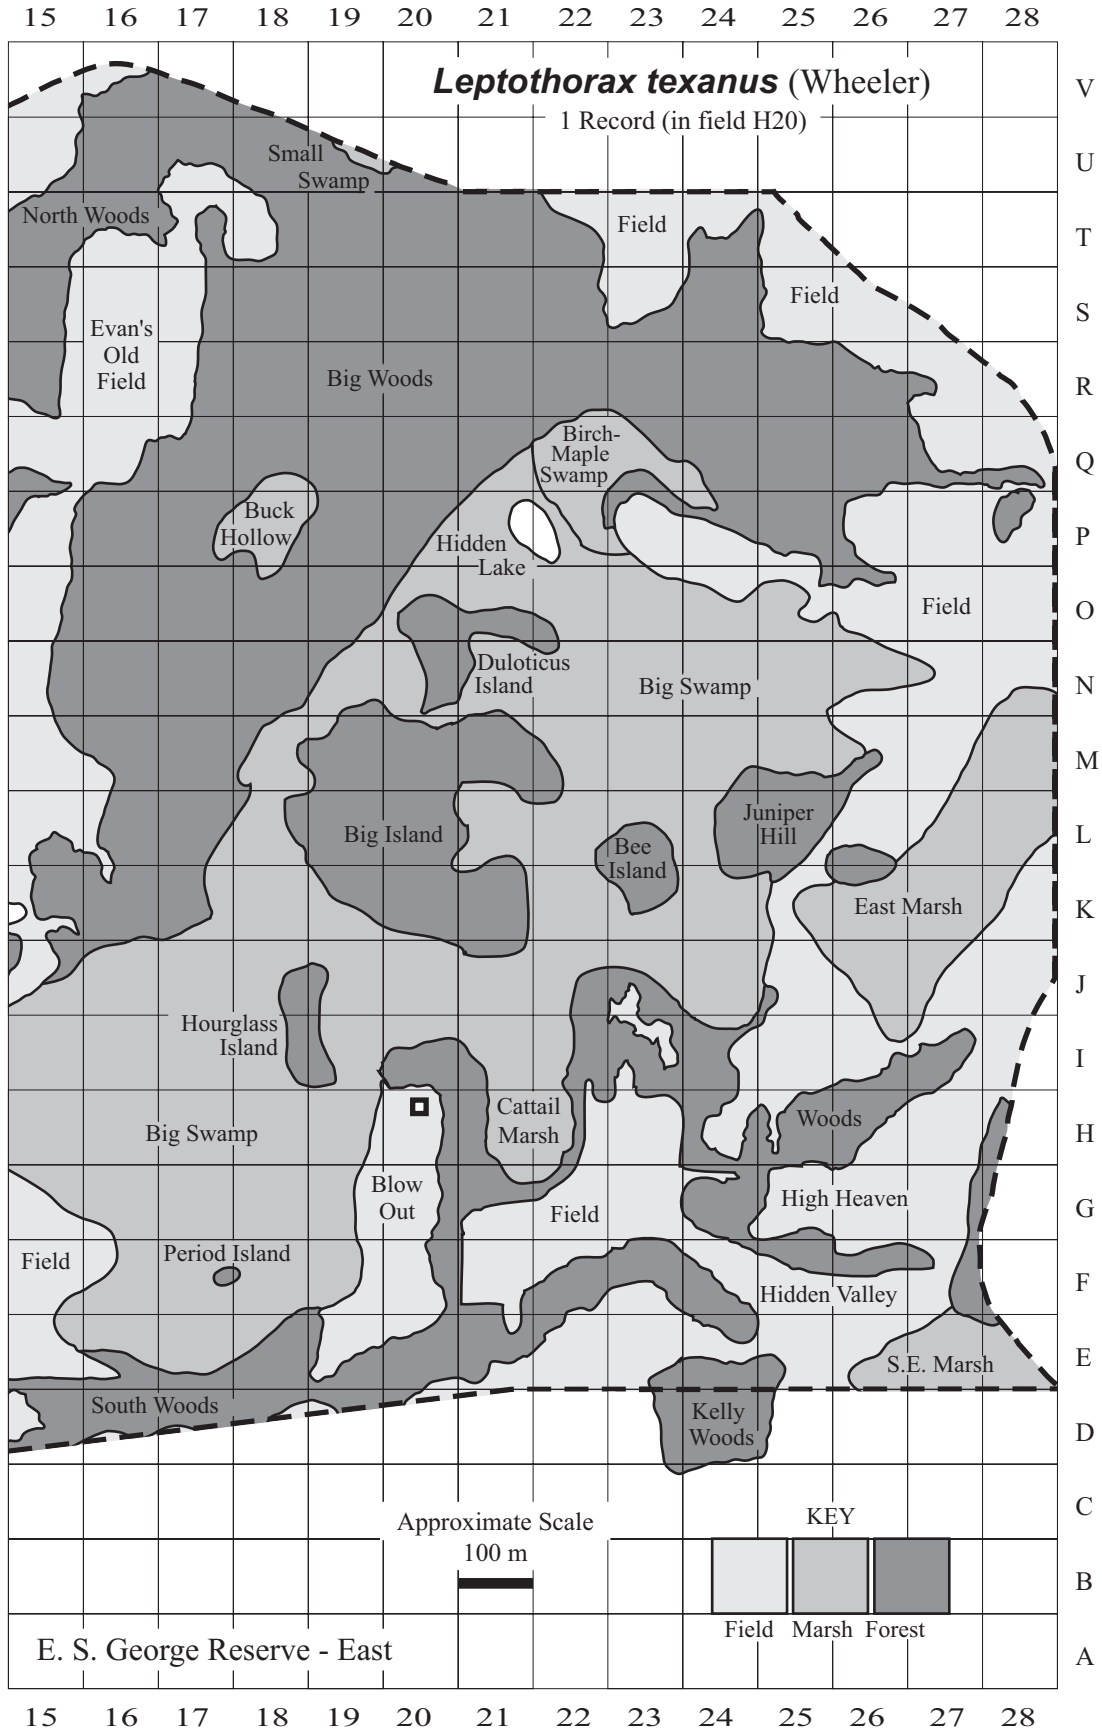 15 16 17 18 19 20 21 22 23 24 25 26 27 28
Leptothorax texanus (Wheeler)
V
1 Record (in field H20)
Small
Swamp
U
North Woods
Field
T
Field
S
Evan's
Old
Field
Big Woods
R
Birch-
Maple
Swamp
Q
Buck
Hollow
Hidden
Lake
P
Field
O
Duloticus
Island
Big Swamp
N
M
Juniper
Hill
Big Island
L
Bee
Island
East Marsh
K
J
Hourglass
Island
I
Cattail
Marsh
Woods
Big Swamp
H
Blow
Out
High Heaven
Field
G
Field
Period Island
F
Hidden Valley
S.E. Marsh
E
South Woods
Kelly
Woods
D
C
Approximate Scale
100 m
KEY
B
Field Marsh Forest
E. S. George Reserve - East
A
15 16 17 18 19 20 21 22 23 24 25 26 27 28